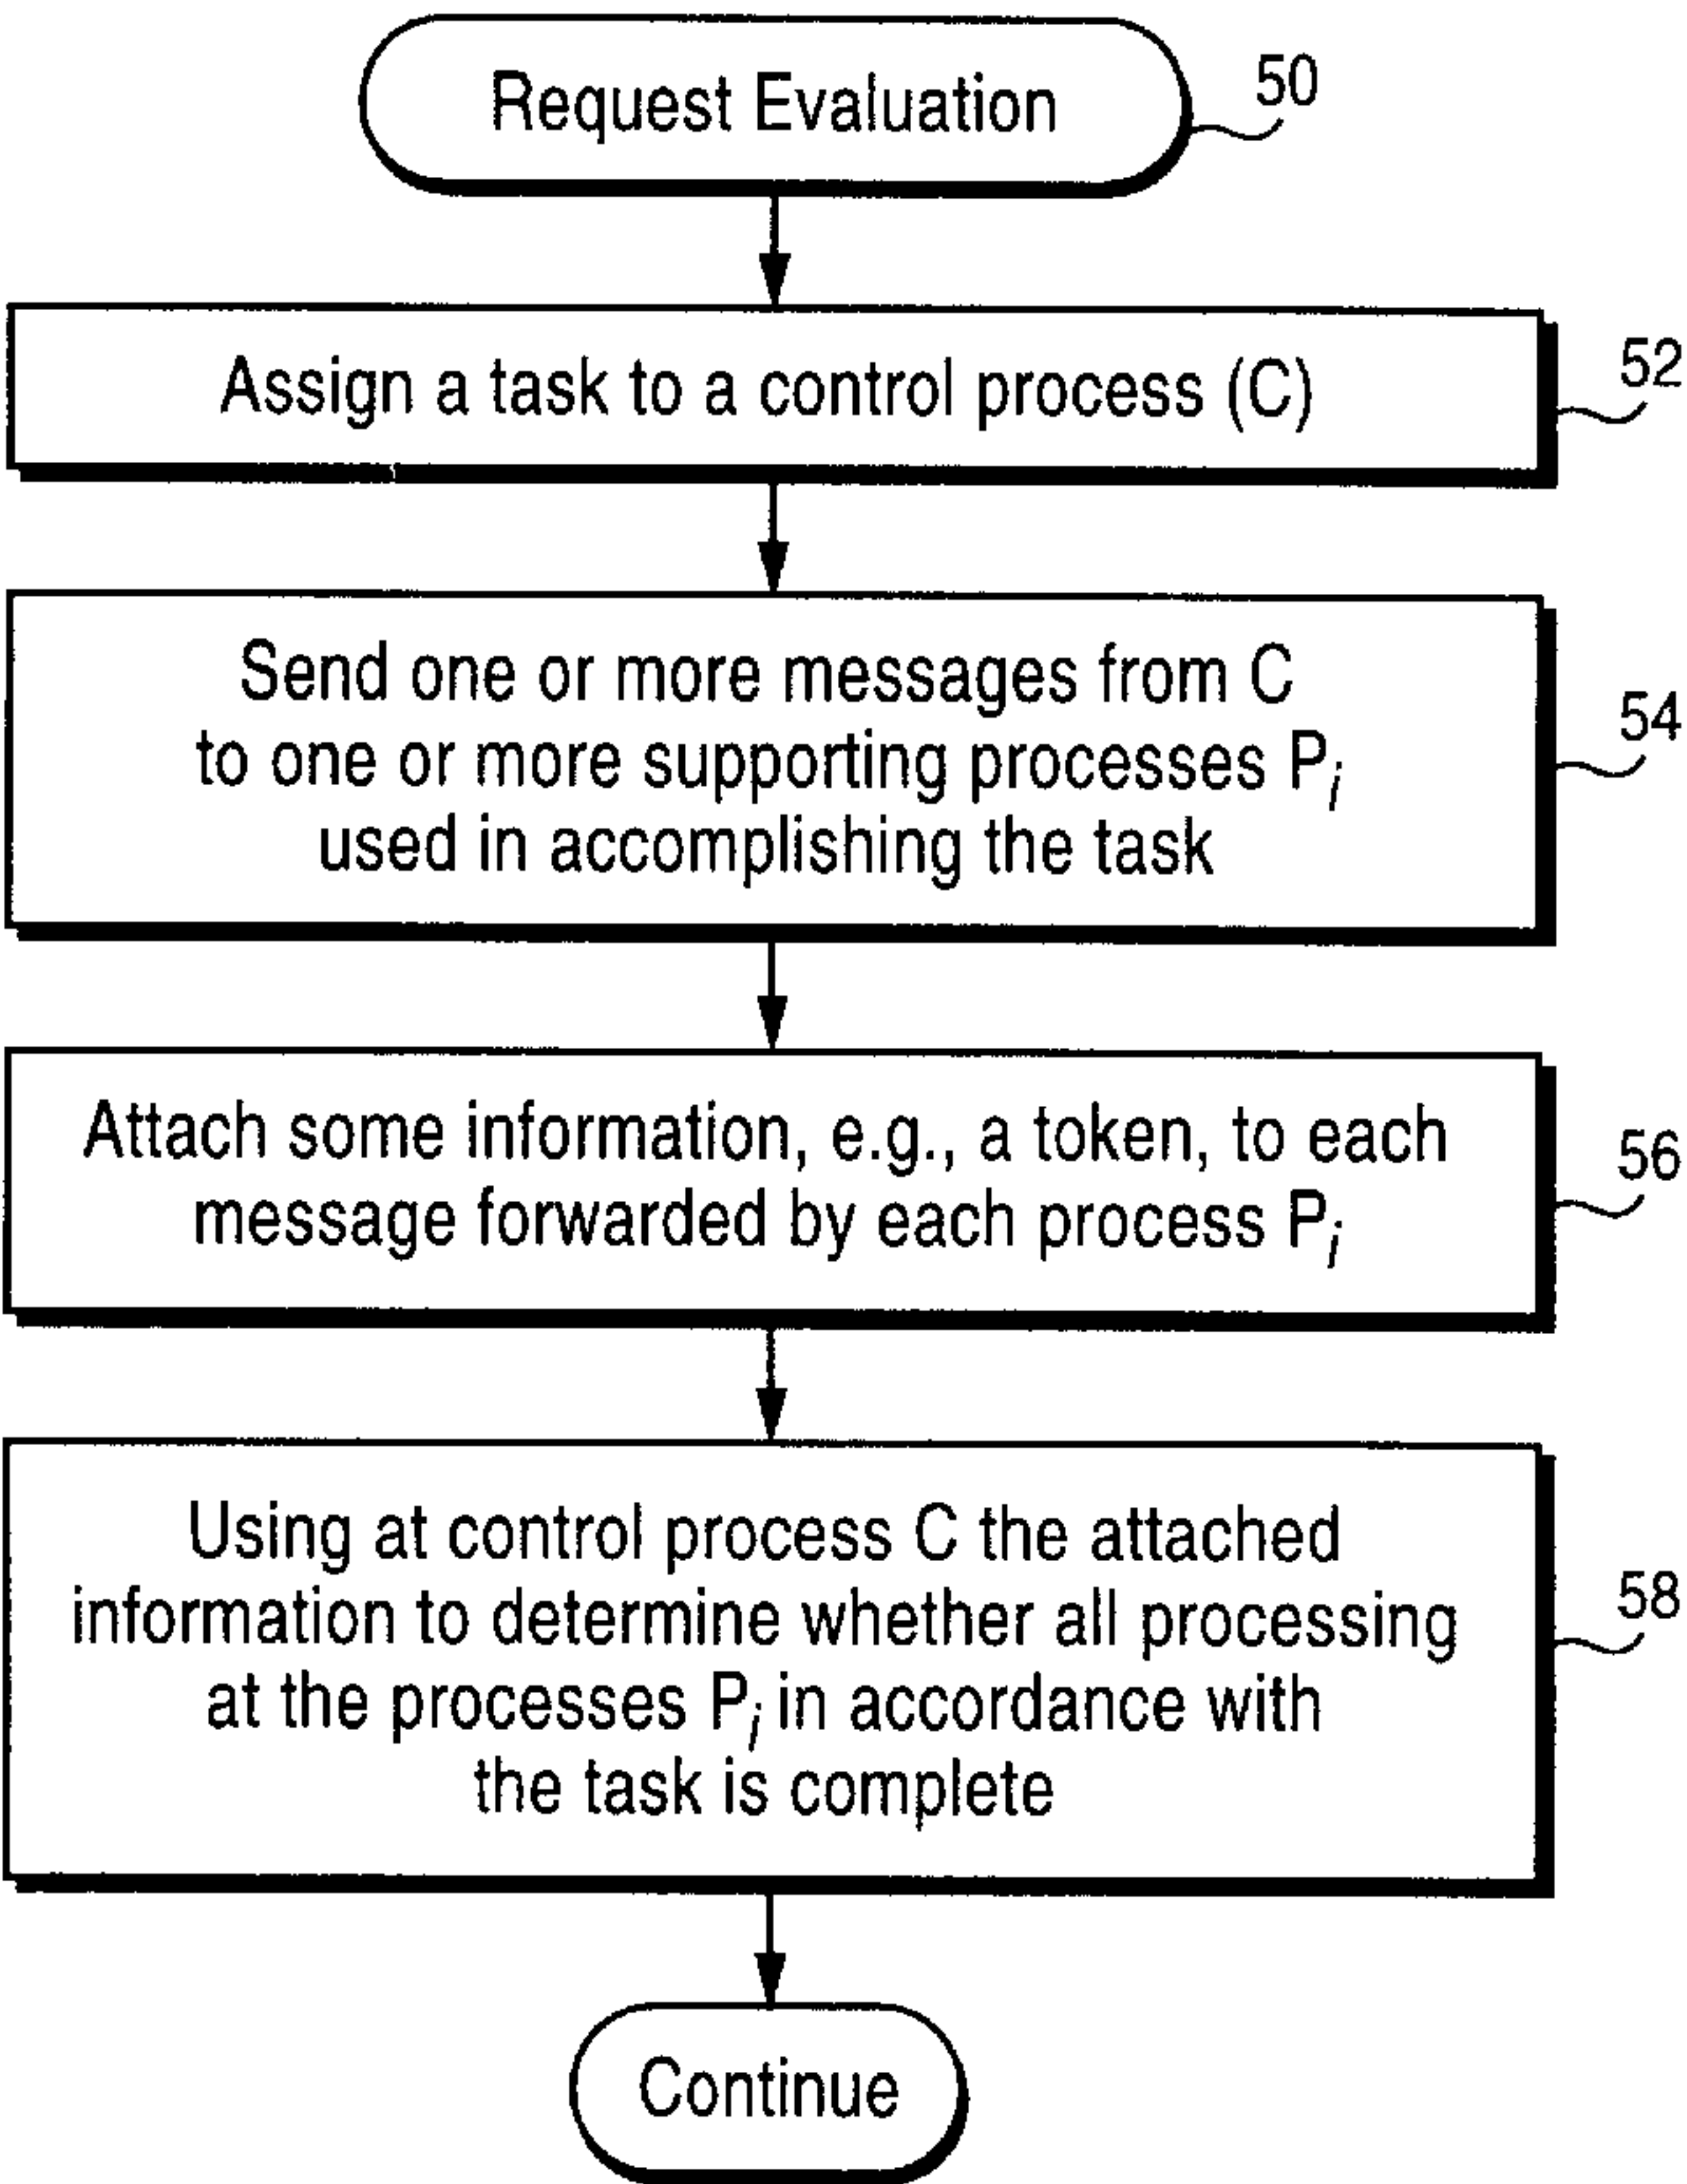 Request Evaluation
50
Assign a task to a control process (C)
52
Send one or more messages from C
to one or more supporting processes Pi
used in accomplishing the task
54
Attach some information, e.g., a token, to each
message forwarded by each process Pi
56
Using at control process C the attached
information to determine whether all processing
at the processes Pi in accordance with
the task is complete
58
Continue